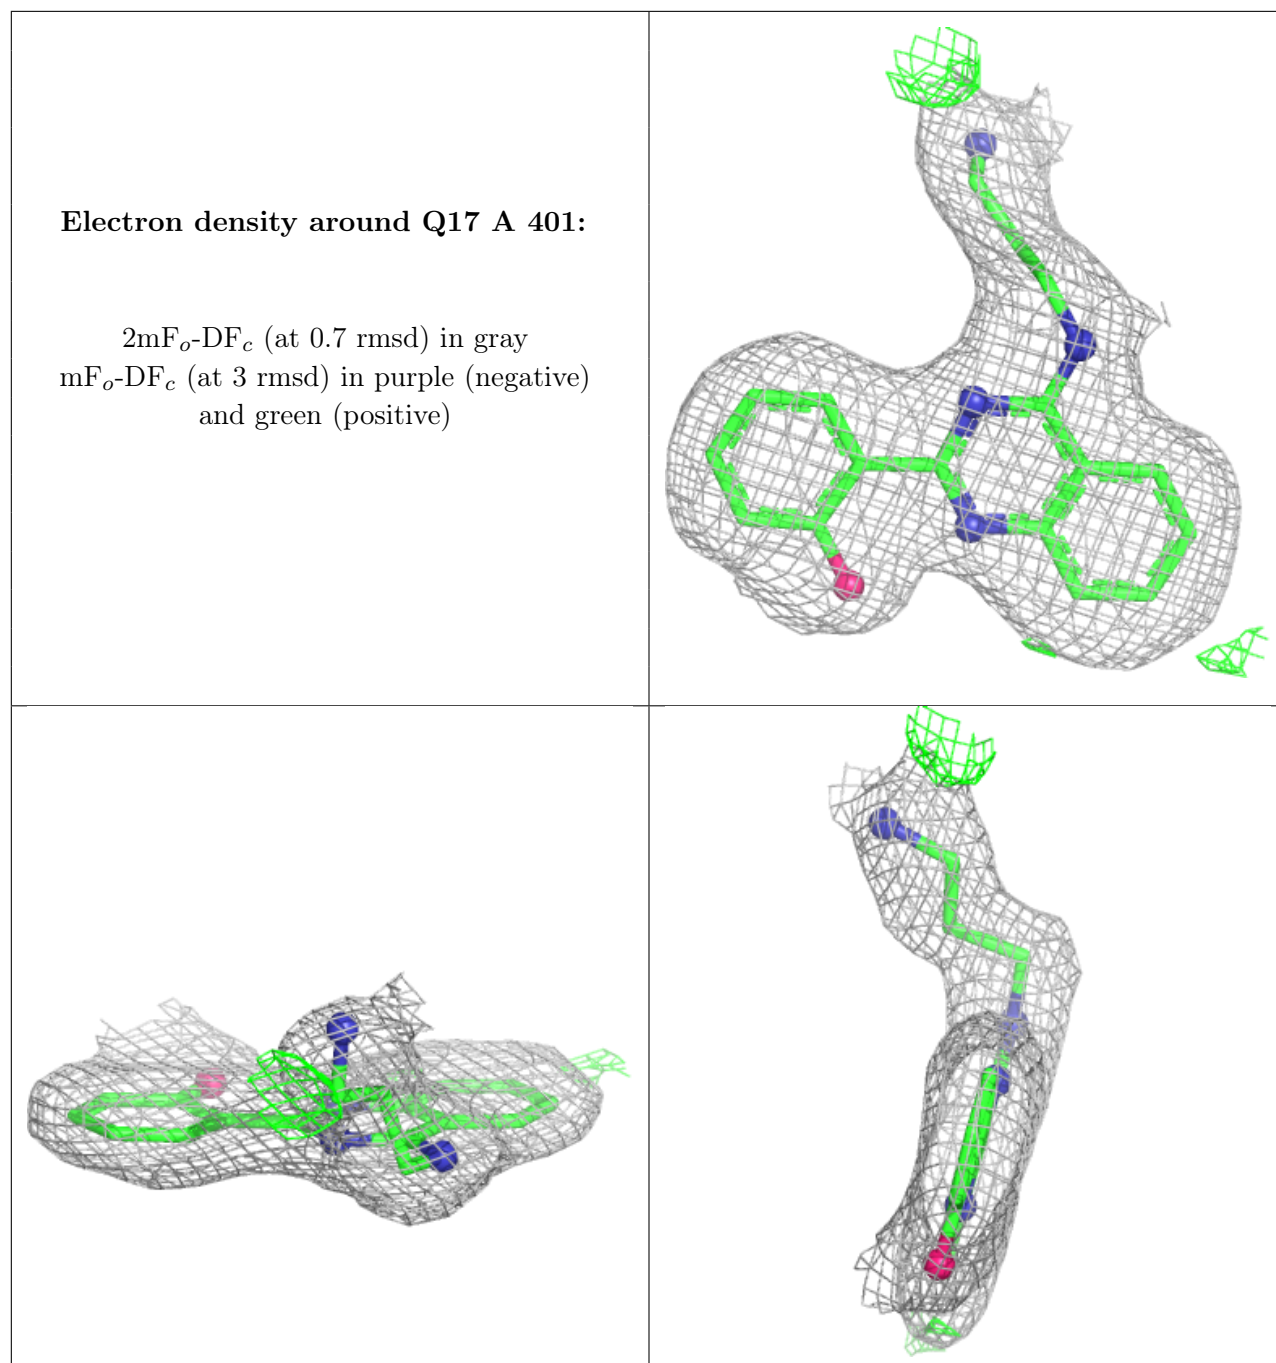 Electron density around Q17 A 401:
2mFₒ-DF𝒸 (at 0.7 rmsd) in gray
mFₒ-DF𝒸 (at 3 rmsd) in purple (negative)
and green (positive)